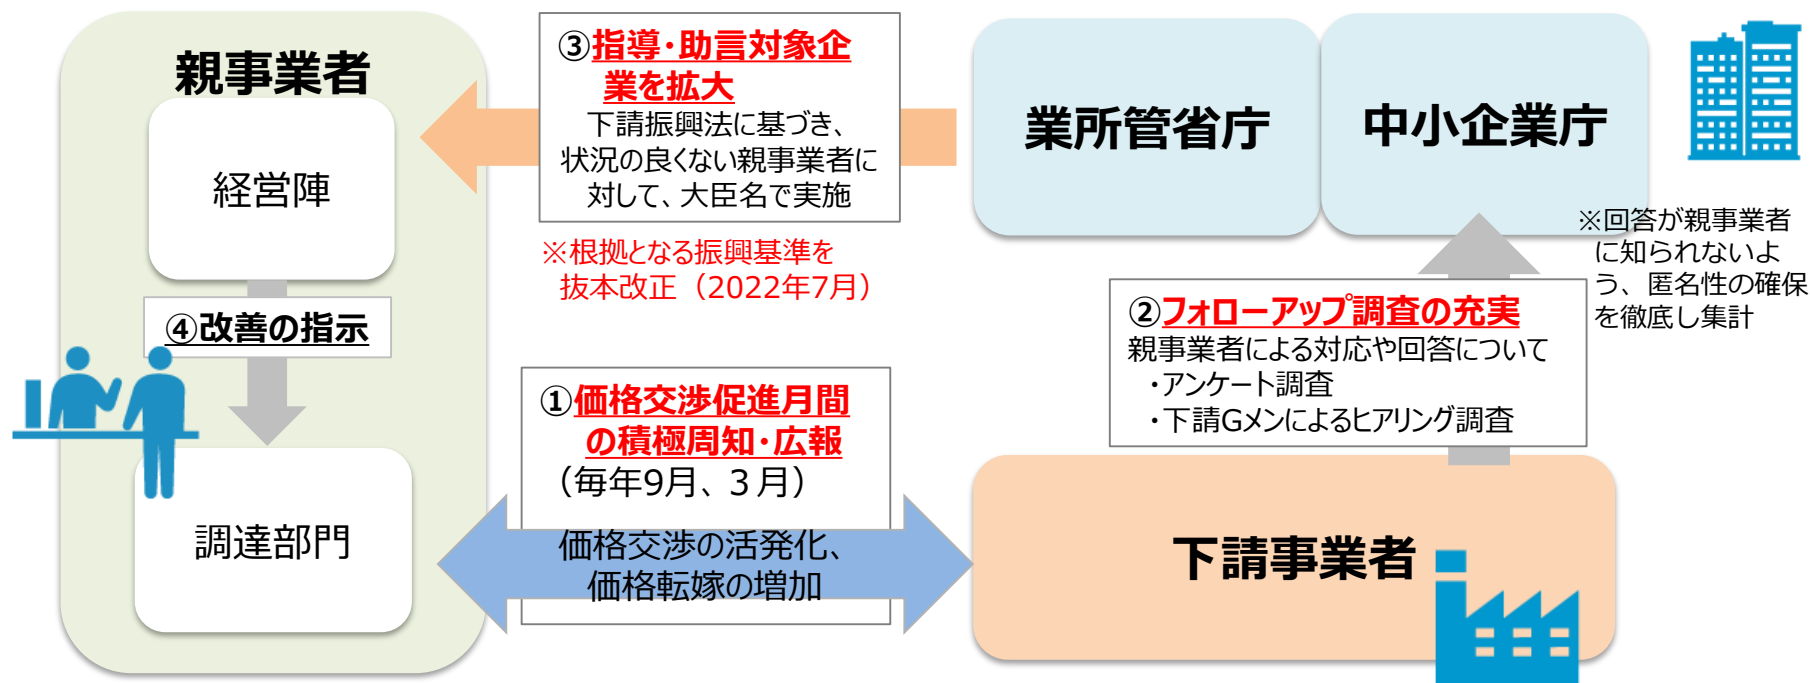 親事業者
経営陣
④改善の指示
調達部門
③指導・助言対象企
業を拡大
下請振興法に基づき、
状況の良くない親事業者に
対して、大臣名で実施
※根拠となる振興基準を
抜本改正（2022年7月）
①価格交渉促進月間
の積極周知・広報
（毎年9月、３月）
価格交渉の活発化、
価格転嫁の増加
業所管省庁
中小企業庁
※回答が親事業者
に知られないよ
う、匿名性の確保
を徹底し集計
②フォローアップ調査の充実
親事業者による対応や回答について
・アンケート調査
・下請Gメンによるヒアリング調査
下請事業者